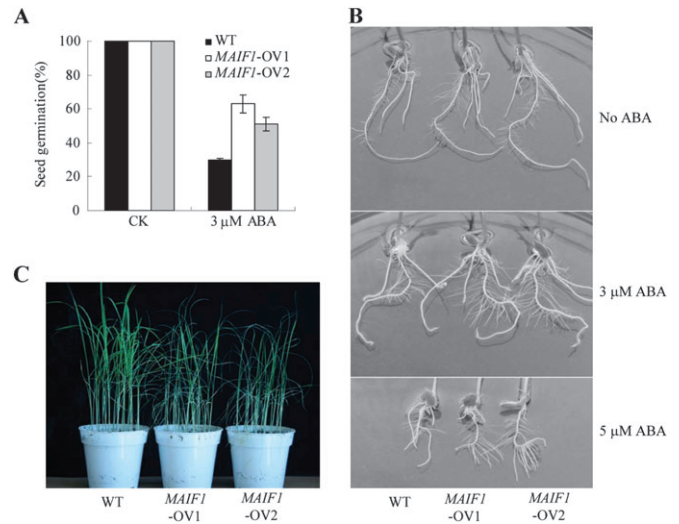 A
B
WT
MAIF1-OV1
MAIF1-OV2
Seed germination(%)
100
80
60
40
20
0
CK
3 µM ABA
No ABA
3 µM ABA
5 µM ABA
WT
MAIF1
-OV1
MAIF1
-OV2
C
WT
MAIF1
-OV1
MAIF1
-OV2